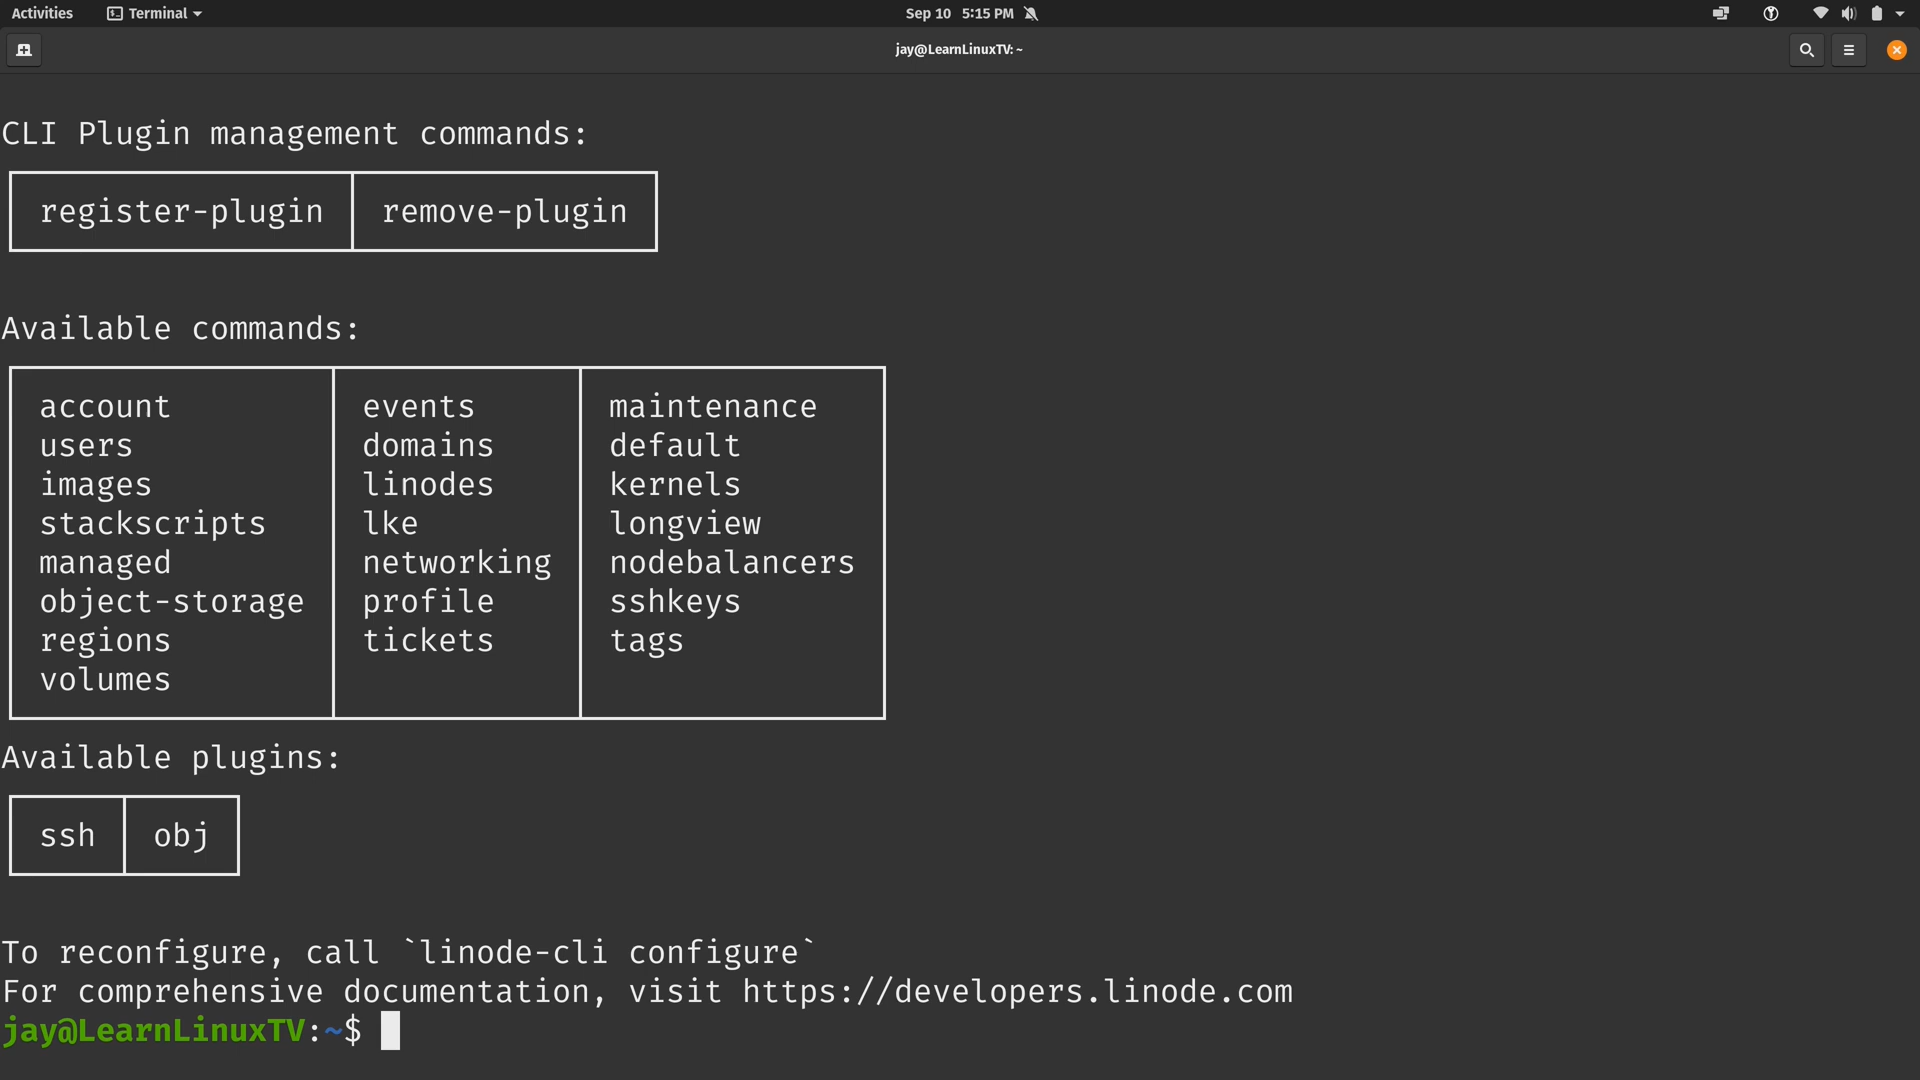 Activities Terminal Sep 10 5:15 PM
jay@LearnLinuxTV: ~
CLI Plugin management commands:
register-plugin remove-plugin
Available commands:
account events maintenance
users domains default
images linodes kernels
stackscripts lke longview
managed networking nodebalancers
object-storage profile sshkeys
regions tickets tags
volumes
Available plugins:
ssh obj
To reconfigure, call `linode-cli configure`
For comprehensive documentation, visit https://developers.linode.com
jay@LearnLinuxTV:~$